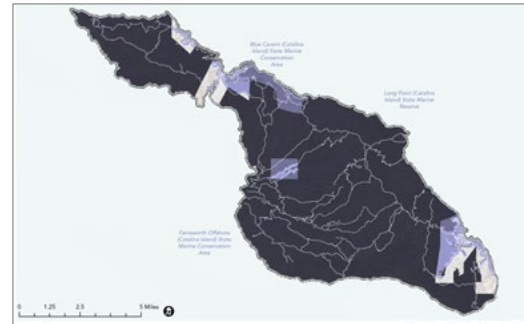 Blue Cavern (Catalina
Island) State Marine
Conservation
Area
Long Point (Catalina
Island) State Marine
Reserve
Farnsworth Offshore
(Catalina Island) State
Marine Conservation
Area
0 1.25 2.5 5 Miles